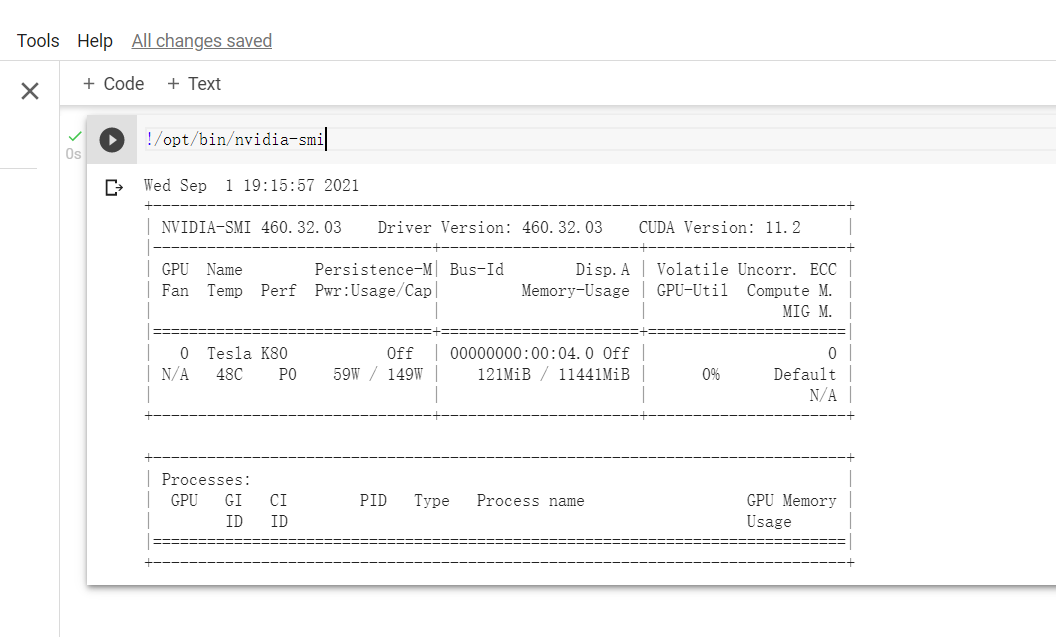 Tools Help All changes saved
+ Code + Text
!/opt/bin/nvidia-smi
0s
Wed Sep  1 19:15:57 2021
+-----------------------------------------------------------------------------+
| NVIDIA-SMI 460.32.03    Driver Version: 460.32.03    CUDA Version: 11.2     |
|-------------------------------+----------------------+----------------------+
| GPU  Name        Persistence-M| Bus-Id        Disp.A | Volatile Uncorr. ECC |
| Fan  Temp  Perf  Pwr:Usage/Cap|         Memory-Usage | GPU-Util  Compute M. |
|                               |                      |               MIG M. |
|===============================+======================+======================|
|   0  Tesla K80           Off  | 00000000:00:04.0 Off |                    0 |
| N/A   48C    P0    59W / 149W |    121MiB / 11441MiB |      0%      Default |
|                               |                      |                  N/A |
+-------------------------------+----------------------+----------------------+

+-----------------------------------------------------------------------------+
| Processes:                                                                  |
|  GPU   GI   CI        PID   Type   Process name                  GPU Memory |
|        ID   ID                                                   Usage      |
|=============================================================================|
+-----------------------------------------------------------------------------+